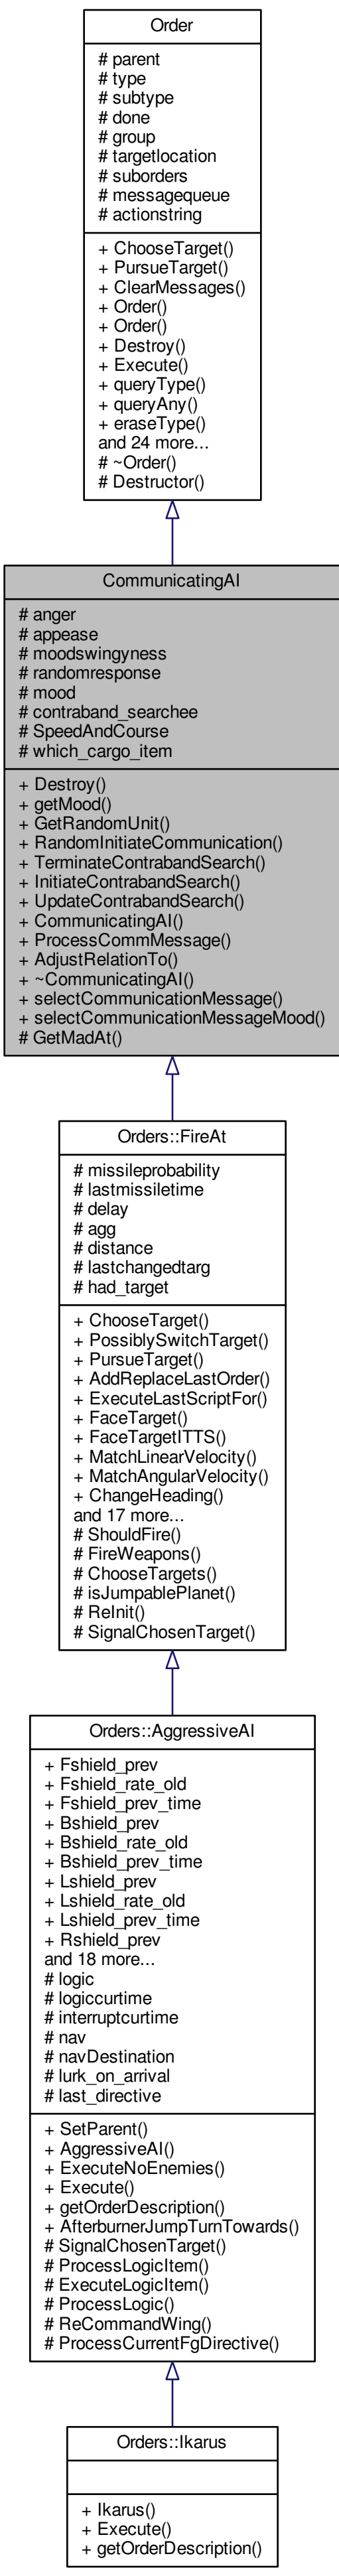 Order
# parent
# type
# subtype
# done
# group
# targetlocation
# suborders
# messagequeue
# actionstring
+ ChooseTarget()
+ PursueTarget()
+ ClearMessages()
+ Order()
+ Order()
+ Destroy()
+ Execute()
+ queryType()
+ queryAny()
+ eraseType()
and 24 more...
# ~Order()
# Destructor()
CommunicatingAI
# anger
# appease
# moodswingyness
# randomresponse
# mood
# contraband_searchee
# SpeedAndCourse
# which_cargo_item
+ Destroy()
+ getMood()
+ GetRandomUnit()
+ RandomInitiateCommunication()
+ TerminateContrabandSearch()
+ InitiateContrabandSearch()
+ UpdateContrabandSearch()
+ CommunicatingAI()
+ ProcessCommMessage()
+ AdjustRelationTo()
+ ~CommunicatingAI()
+ selectCommunicationMessage()
+ selectCommunicationMessageMood()
# GetMadAt()
Orders::FireAt
# missileprobability
# lastmissiletime
# delay
# agg
# distance
# lastchangedtarg
# had_target
+ ChooseTarget()
+ PossiblySwitchTarget()
+ PursueTarget()
+ AddReplaceLastOrder()
+ ExecuteLastScriptFor()
+ FaceTarget()
+ FaceTargetITTS()
+ MatchLinearVelocity()
+ MatchAngularVelocity()
+ ChangeHeading()
and 17 more...
# ShouldFire()
# FireWeapons()
# ChooseTargets()
# isJumpablePlanet()
# ReInit()
# SignalChosenTarget()
Orders::AggressiveAI
+ Fshield_prev
+ Fshield_rate_old
+ Fshield_prev_time
+ Bshield_prev
+ Bshield_rate_old
+ Bshield_prev_time
+ Lshield_prev
+ Lshield_rate_old
+ Lshield_prev_time
+ Rshield_prev
and 18 more...
# logic
# logiccurtime
# interruptcurtime
# nav
# navDestination
# lurk_on_arrival
# last_directive
+ SetParent()
+ AggressiveAI()
+ ExecuteNoEnemies()
+ Execute()
+ getOrderDescription()
+ AfterburnerJumpTurnTowards()
# SignalChosenTarget()
# ProcessLogicItem()
# ExecuteLogicItem()
# ProcessLogic()
# ReCommandWing()
# ProcessCurrentFgDirective()
Orders::Ikarus
+ Ikarus()
+ Execute()
+ getOrderDescription()